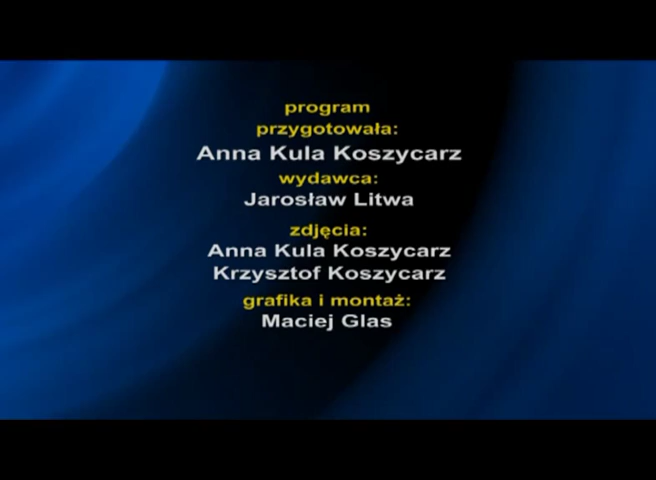 program
przygotowała:
Anna Kula Koszycarz
wydawca:
Jarosław Litwa
zdjęcia:
Anna Kula Koszycarz
Krzysztof Koszycarz
grafika i montaż:
Maciej Glas